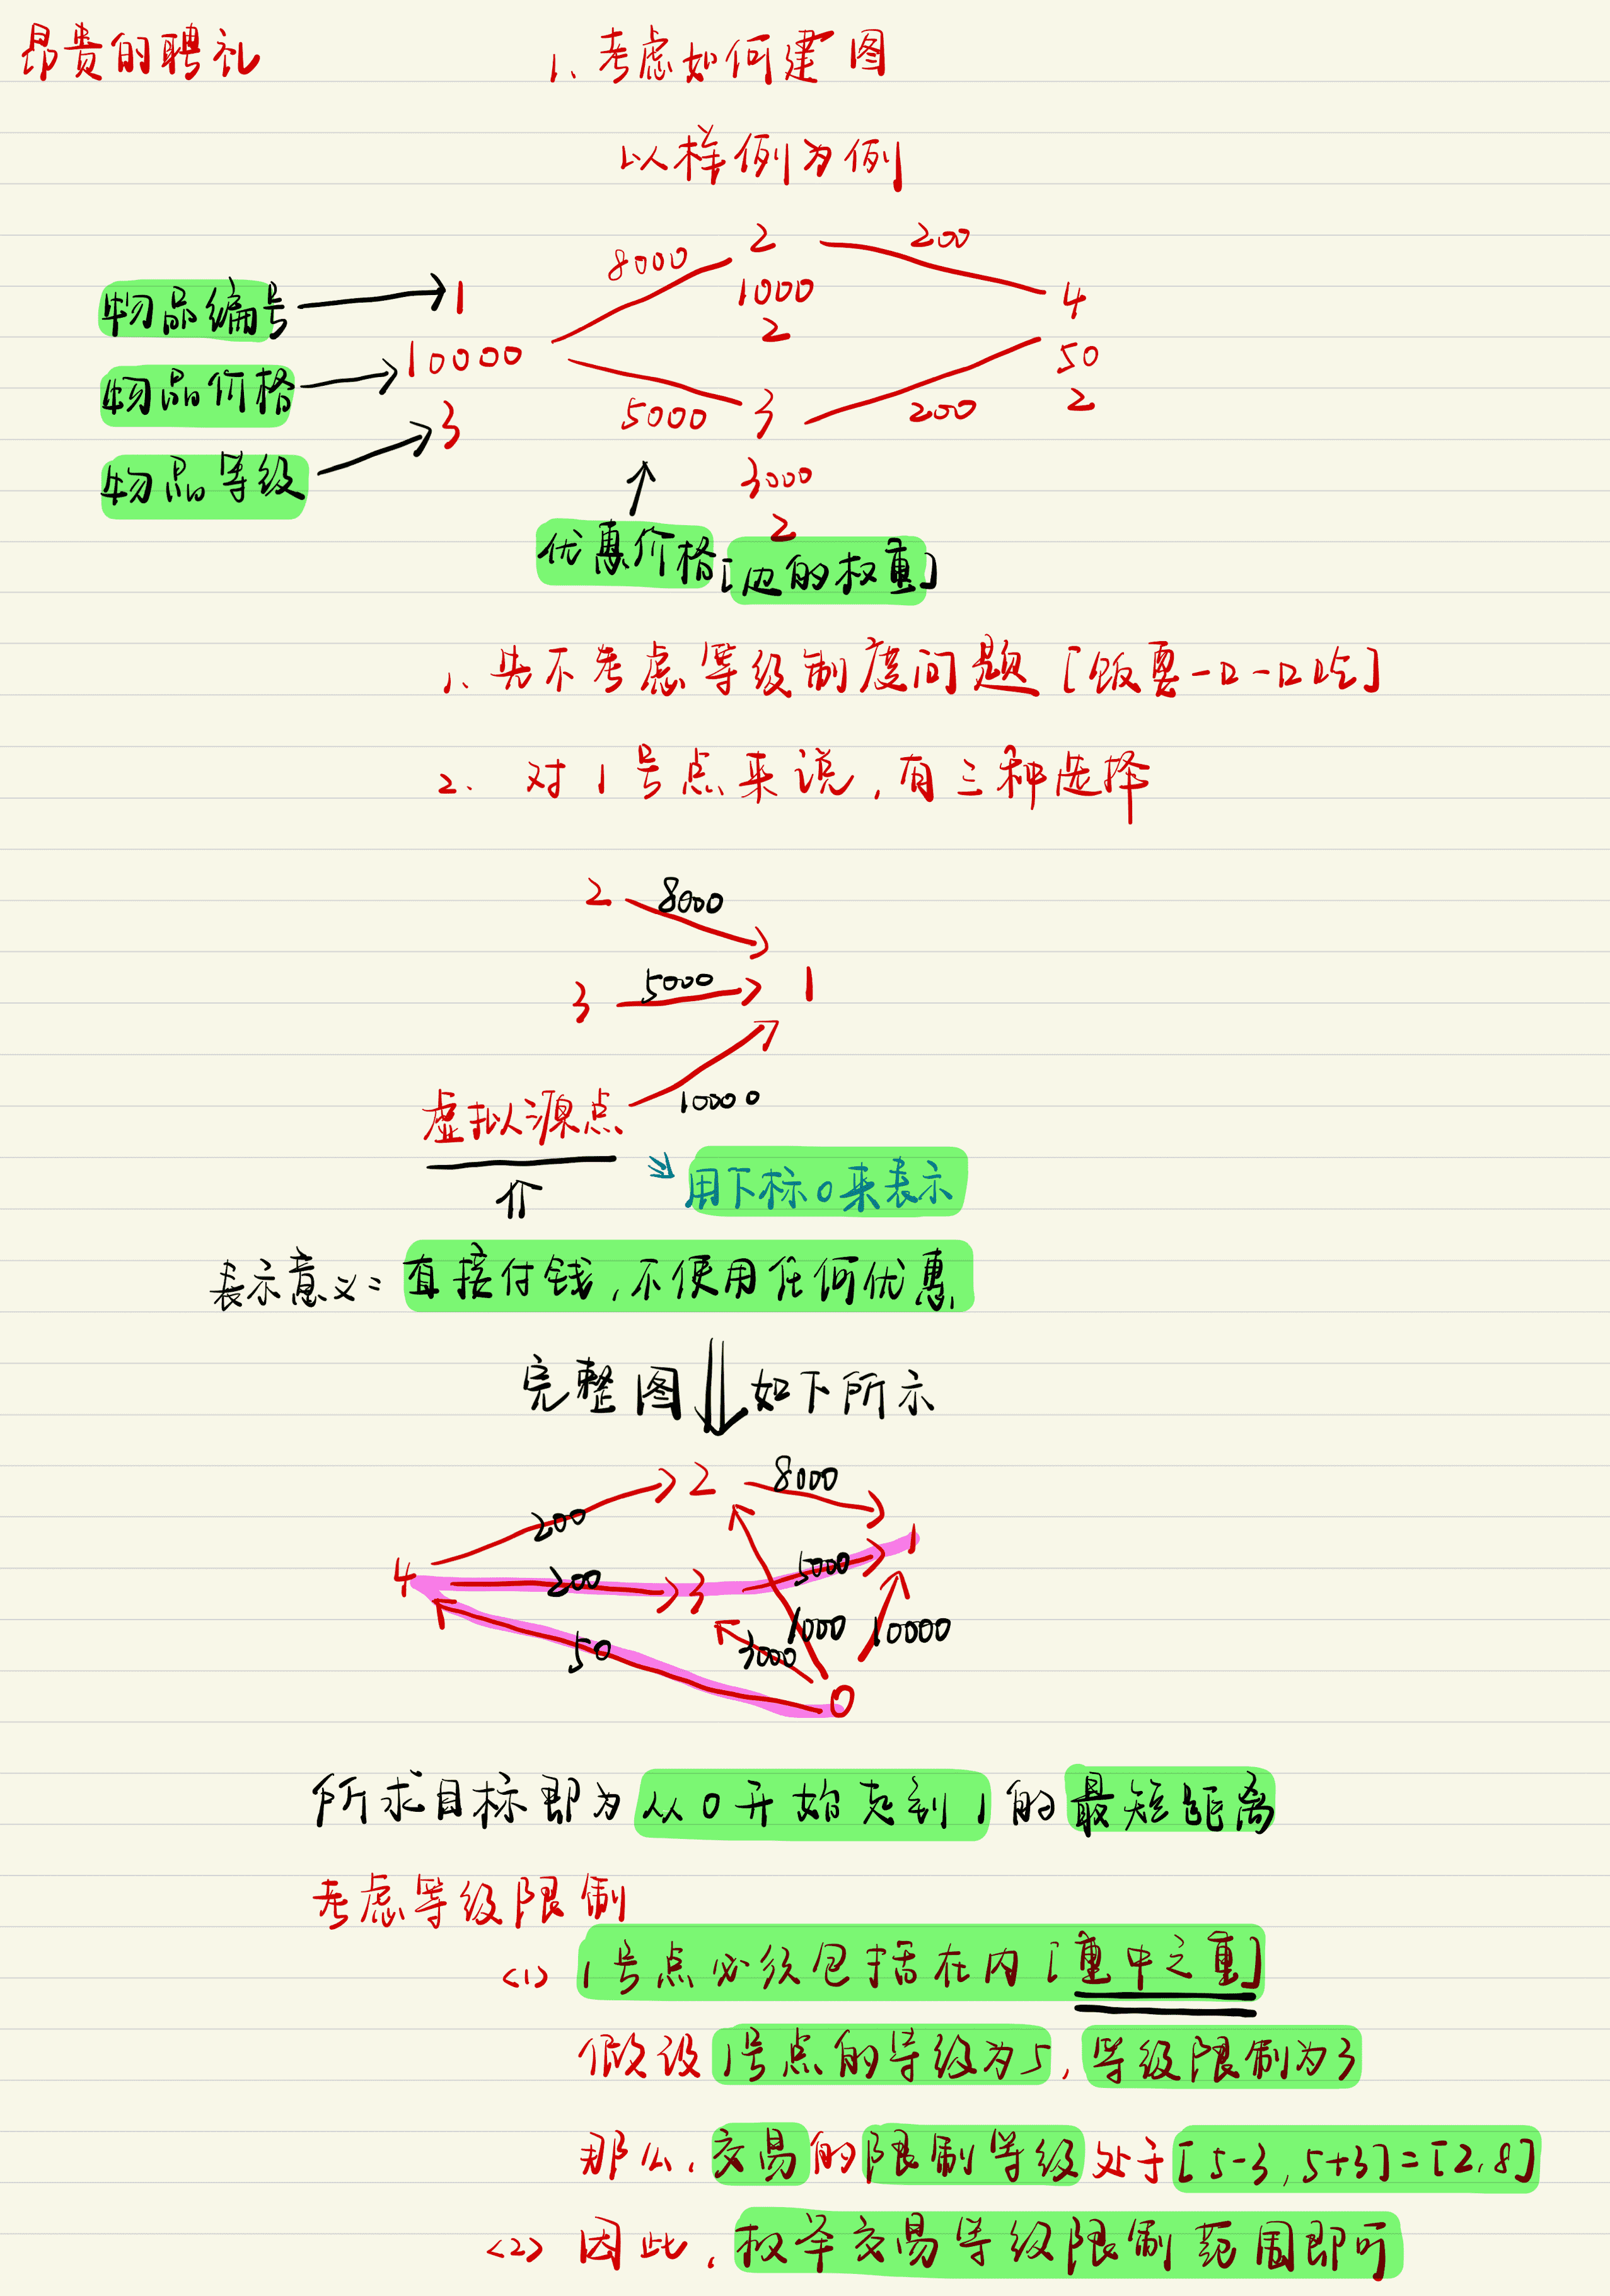 昂贵的聘礼
1、考虑如何建图
以样例为例
2
200
8000
物品编号
1
1000
4
2
物品价格
10000
50
5000
3
200
2
物品等级
3
3000
2
优惠价格[边的权重]
1、先不考虑等级制度问题[饭要一口一口吃]
2、对1号点来说,有三种选择
2
8000
3
5000
1
虚拟源点
10000
用下标0来表示
表示意义:直接付钱,不使用任何优惠
完整图 如下所示
2
8000
200
1
4
200
3
5000
50
3000
1000
10000
0
所求目标即为从0开始走到1的最短距离
考虑等级限制
<1> 1号点必须包括在内[重中之重]
假设1号点的等级为5,等级限制为3
那么,交易的限制等级处于[5-3,5+3]=[2,8]
<2> 因此,枚举交易等级限制范围即可